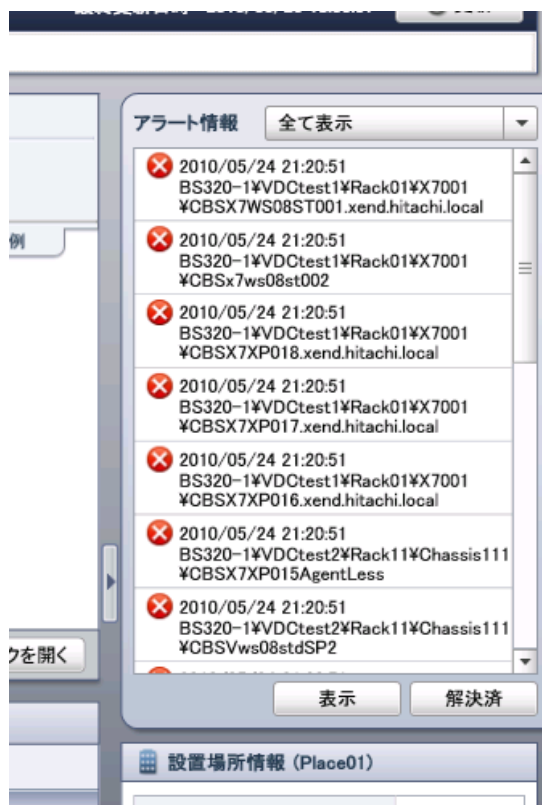 アラート情報
全て表示
2010/05/24 21:20:51
BS320-1¥VDCtest1¥Rack01¥X7001
¥CBSX7WS08ST001.xend.hitachi.local
2010/05/24 21:20:51
BS320-1¥VDCtest1¥Rack01¥X7001
¥CBSx7ws08st002
2010/05/24 21:20:51
BS320-1¥VDCtest1¥Rack01¥X7001
¥CBSX7XP018.xend.hitachi.local
2010/05/24 21:20:51
BS320-1¥VDCtest1¥Rack01¥X7001
¥CBSX7XP017.xend.hitachi.local
2010/05/24 21:20:51
BS320-1¥VDCtest1¥Rack01¥X7001
¥CBSX7XP016.xend.hitachi.local
2010/05/24 21:20:51
BS320-1¥VDCtest2¥Rack11¥Chassis111
¥CBSX7XP015AgentLess
2010/05/24 21:20:51
BS320-1¥VDCtest2¥Rack11¥Chassis111
¥CBSVws08stdSP2
例
クを開く
表示
解決済
設置場所情報 (Place01)